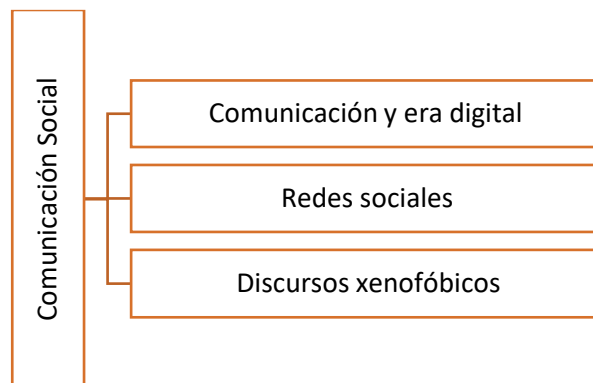 Comunicación Social
Comunicación y era digital
Redes sociales
Discursos xenofóbicos